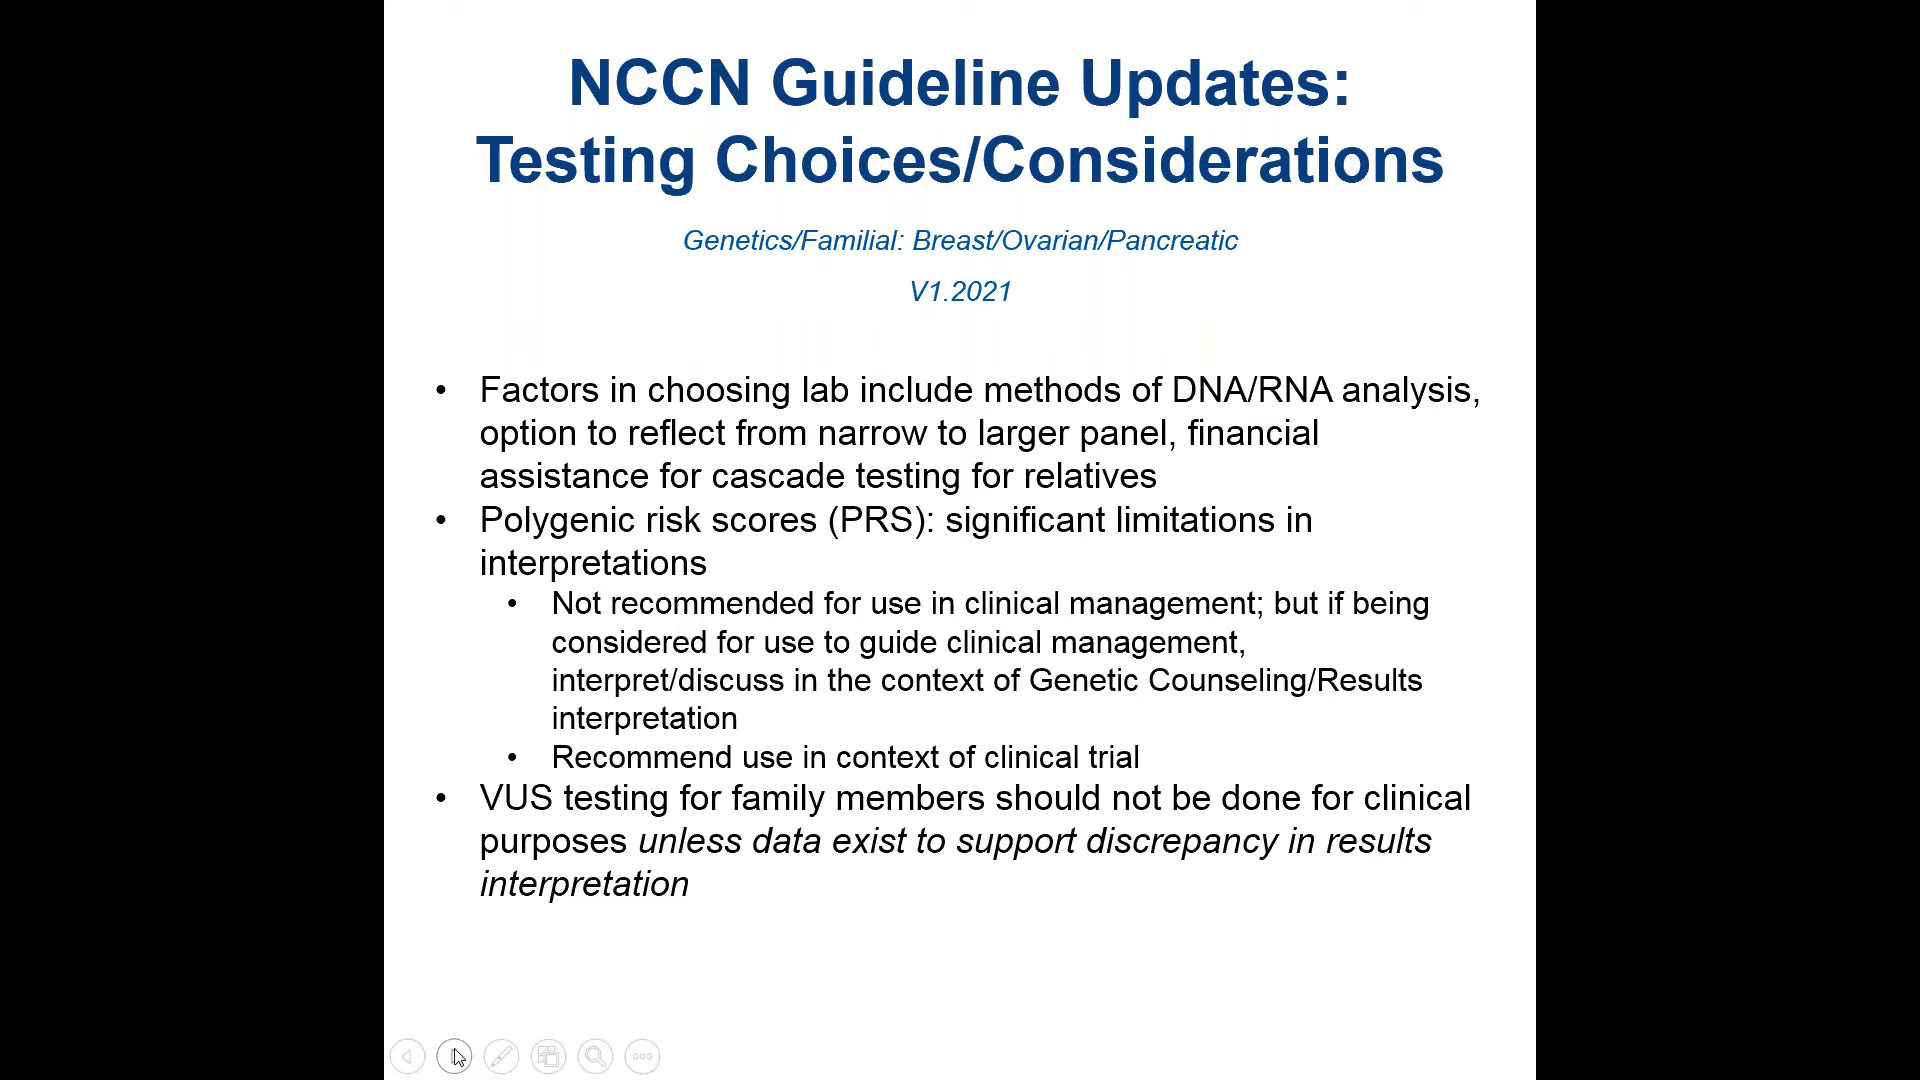 NCCN Guideline Updates:
Testing Choices/Considerations
Genetics/Familial: Breast/Ovarian/Pancreatic
V1.2021
• Factors in choosing lab include methods of DNA/RNA analysis,
option to reflect from narrow to larger panel, financial
assistance for cascade testing for relatives
• Polygenic risk scores (PRS): significant limitations in
interpretations
• Not recommended for use in clinical management; but if being
considered for use to guide clinical management,
interpret/discuss in the context of Genetic Counseling/Results
interpretation
• Recommend use in context of clinical trial
• VUS testing for family members should not be done for clinical
purposes unless data exist to support discrepancy in results
interpretation